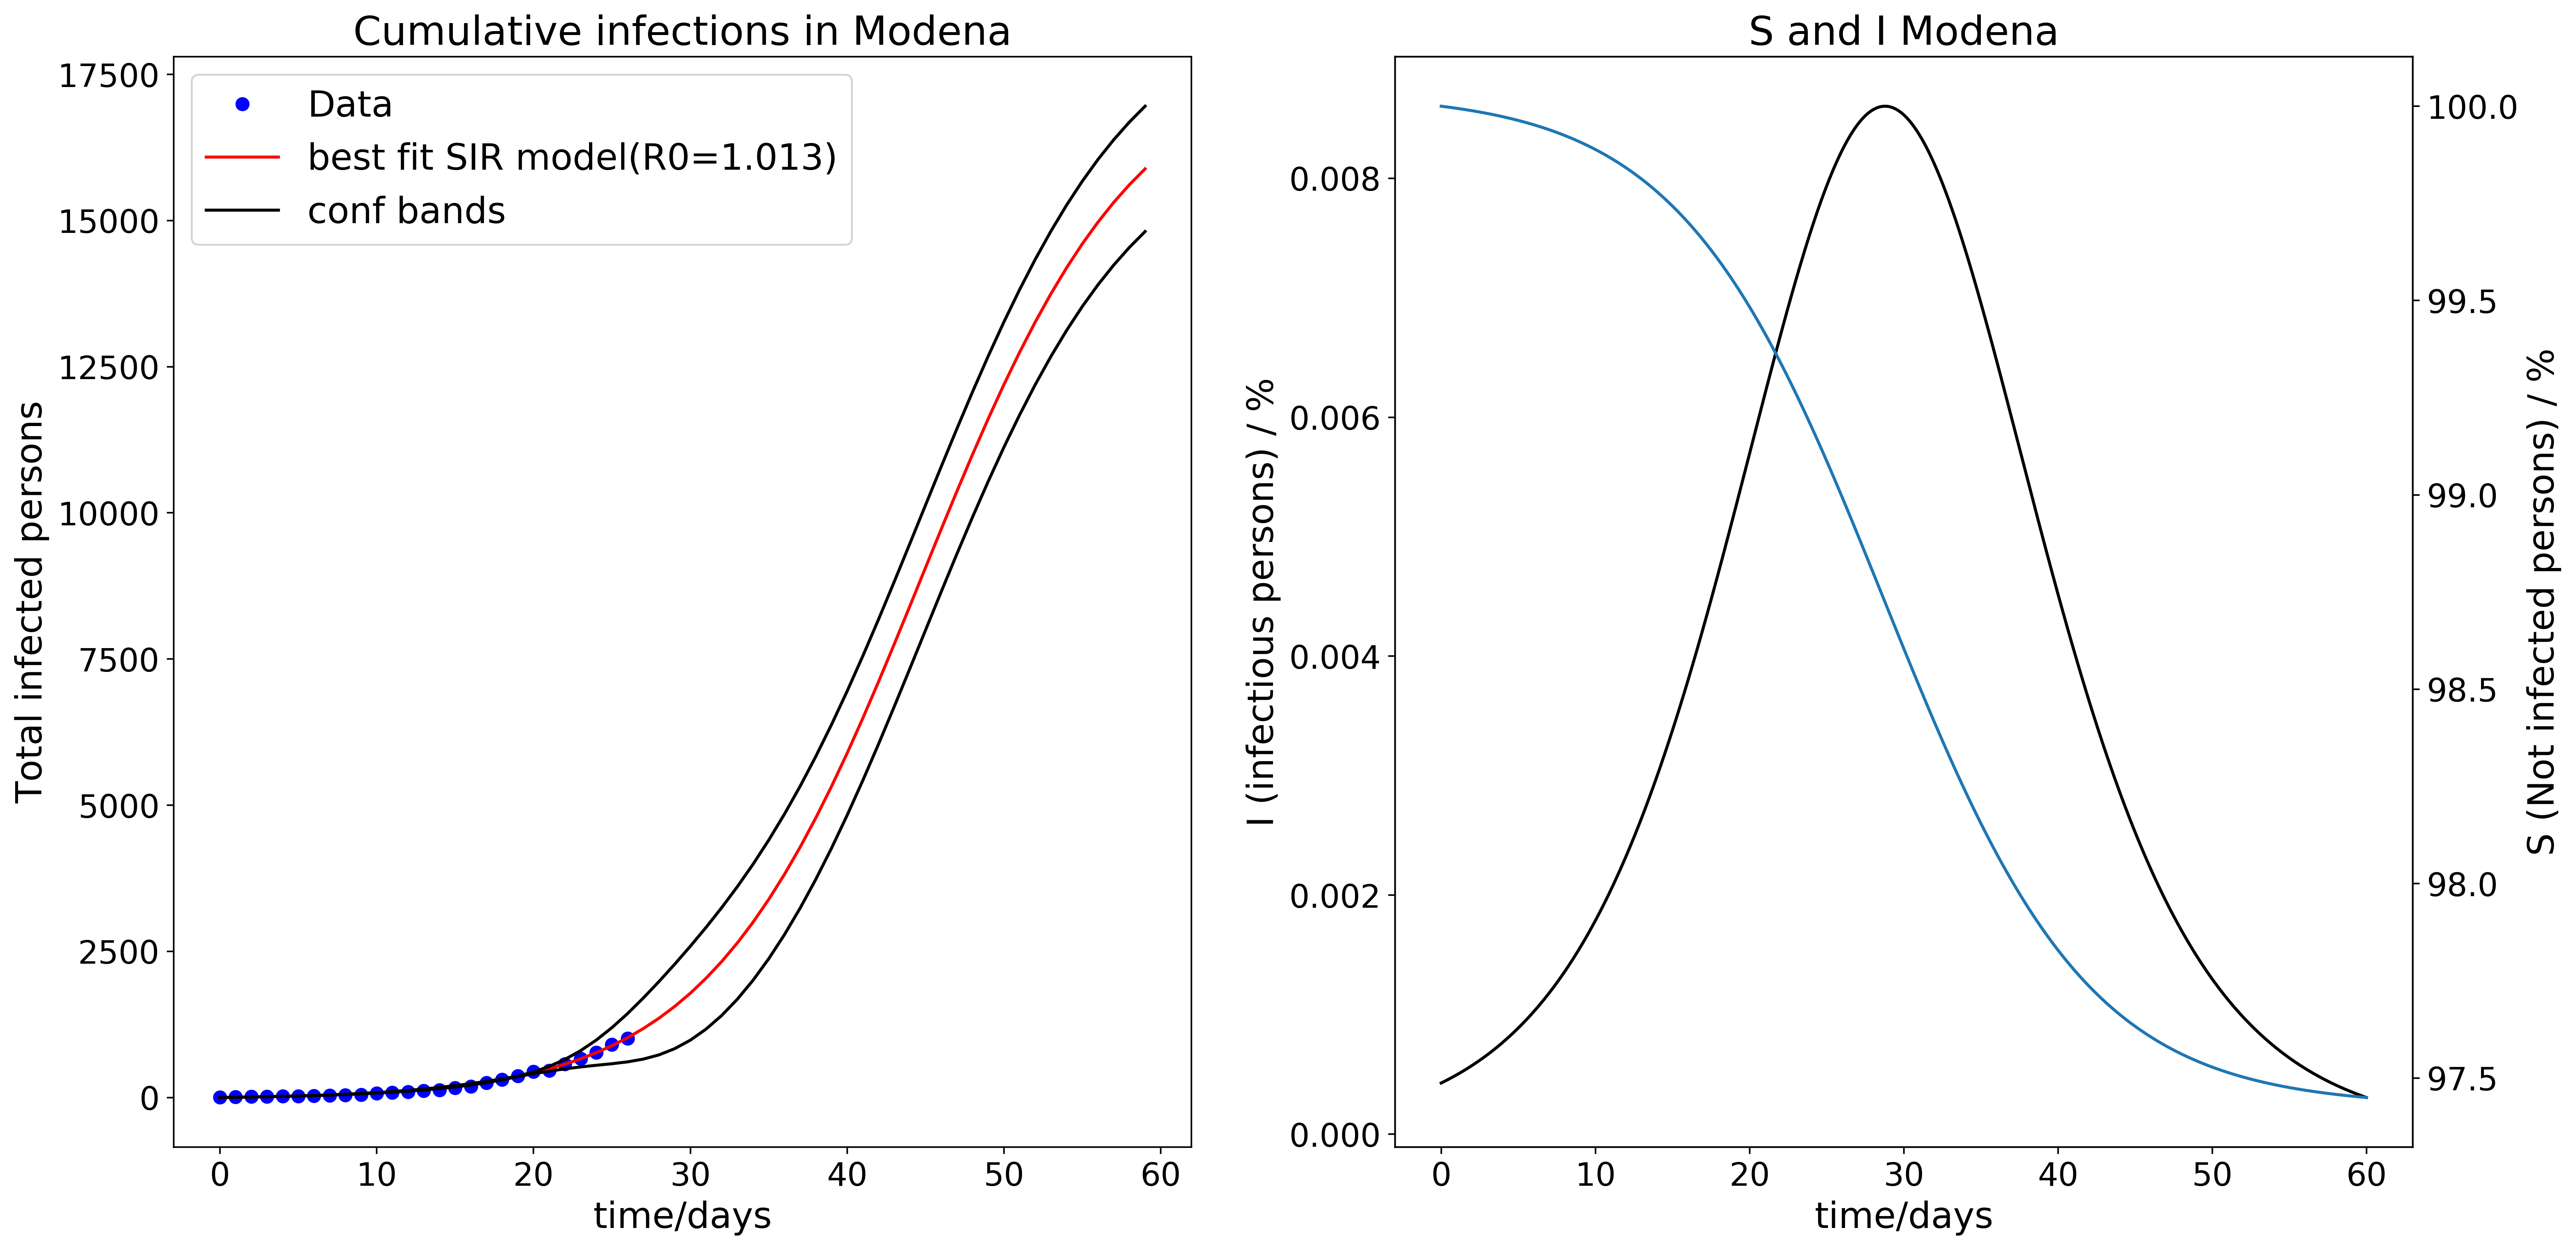 Cumulative infections in Modena
Data
best fit SIR model(R0=1.013)
conf bands
17500
15000
12500
10000
7500
5000
2500
0
Total infected persons
0 10 20 30 40 50 60
time/days
S and I Modena
0.008
0.006
0.004
0.002
0.000
I (infectious persons) / %
100.0
99.5
99.0
98.5
98.0
97.5
S (Not infected persons) / %
0 10 20 30 40 50 60
time/days